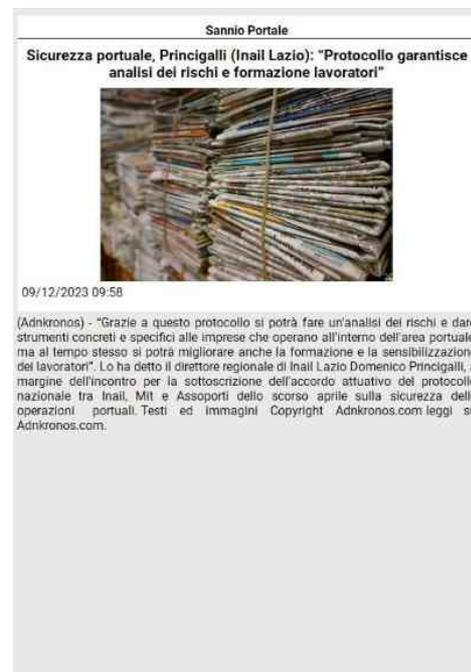 Sannio Portale
Sicurezza portuale, Princigalli (Inail Lazio): "Protocollo garantisce
analisi dei rischi e formazione lavoratori"
09/12/2023 09:58
(Adnkronos) - "Grazie a questo protocollo si potrà fare un'analisi dei rischi e dare
strumenti concreti e specifici alle imprese che operano all'interno dell'area portuale
ma al tempo stesso si potrà migliorare anche la formazione e la sensibilizzazione
dei lavoratori". Lo ha detto il direttore regionale di Inail Lazio Domenico Princigalli,
margine dell'incontro per la sottoscrizione dell'accordo attuativo del protocollo
nazionale tra Inail, Mit e Assoporti dello scorso aprile sulla sicurezza
operazioni portuali. Testi ed immagini Copyright Adnkronos.com leggi
Adnkronos.com.